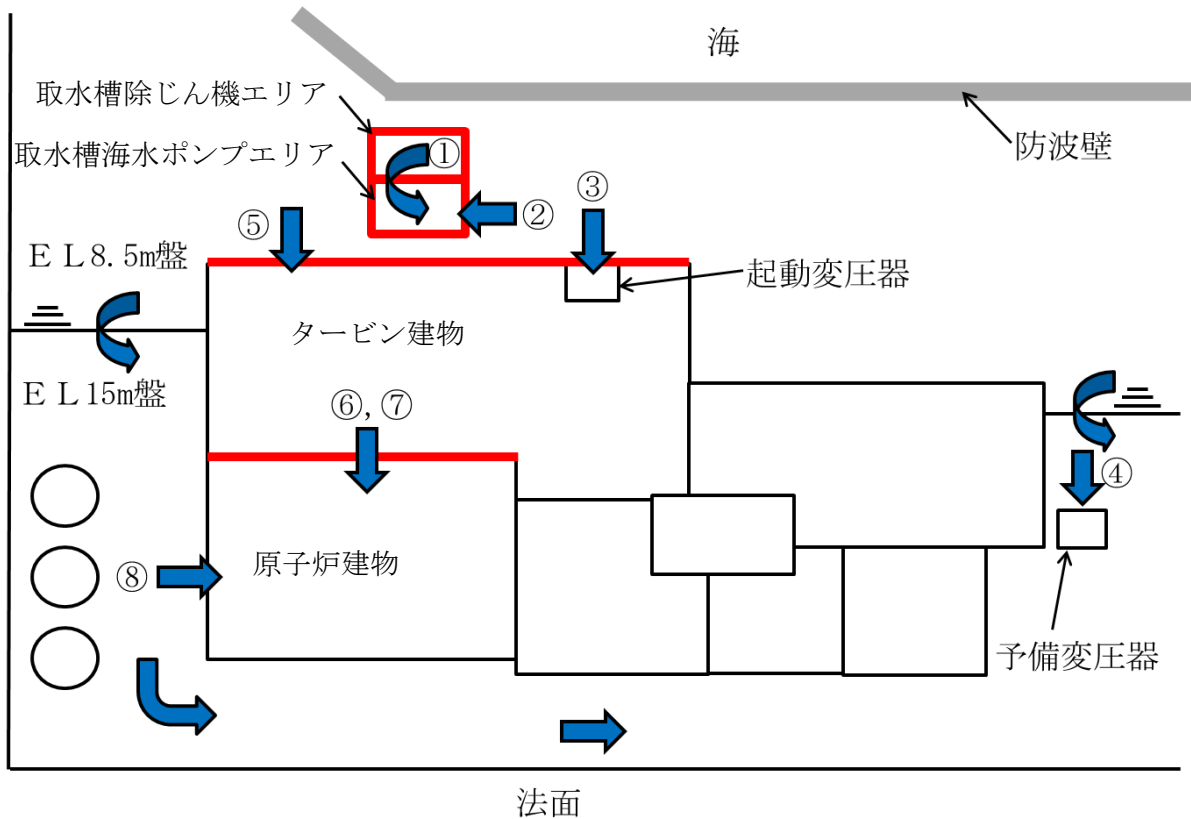 海
取水槽除じん機エリア
防波壁
取水槽海水ポンプエリア
①
②
③
⑤
ＥＬ8.5m盤
起動変圧器
タービン建物
ＥＬ15m盤
⑥,⑦
④
⑧
原子炉建物
予備変圧器
法面